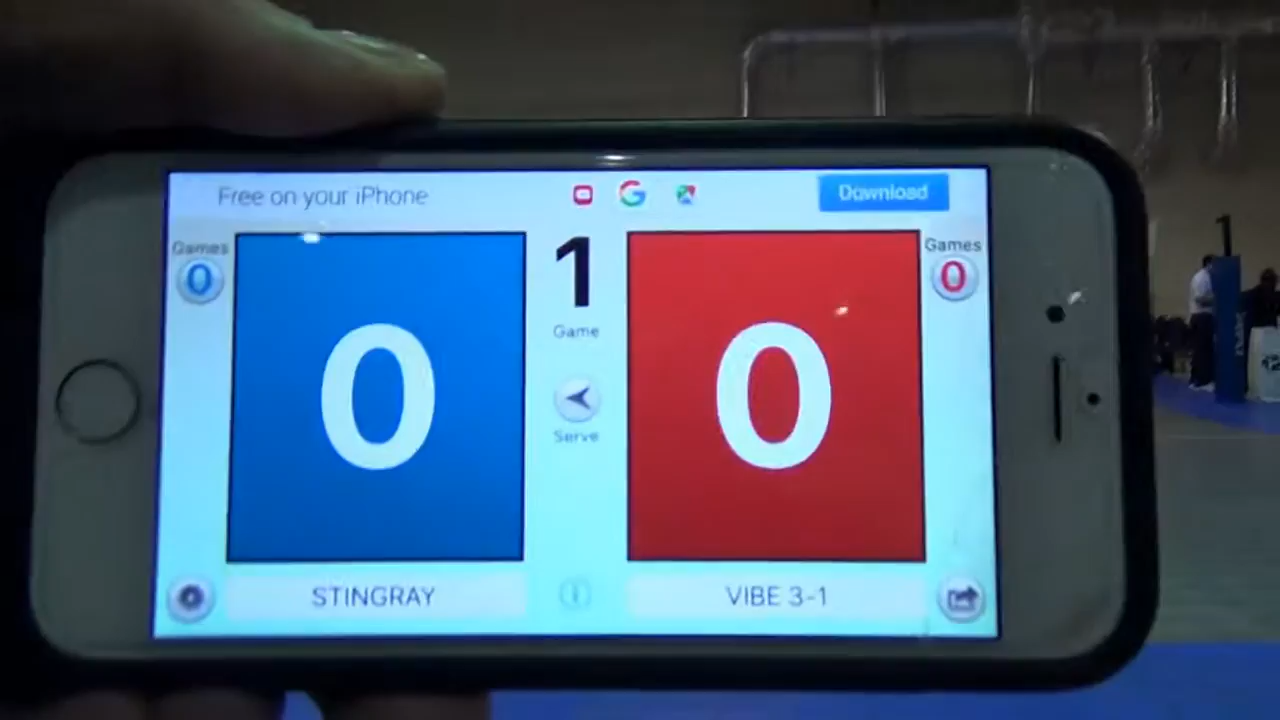 Free on your iPhone
G
Download
Games
0
0
1
Game
Serve
0
Games
0
STINGRAY
VIBE 3-1